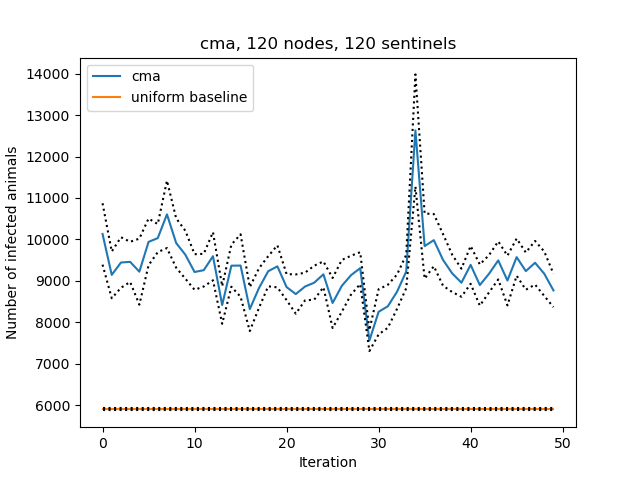 cma, 120 nodes, 120 sentinels
cma
uniform baseline
Number of infected animals
14000
13000
12000
11000
10000
9000
8000
7000
6000
0 10 20 30 40 50
Iteration